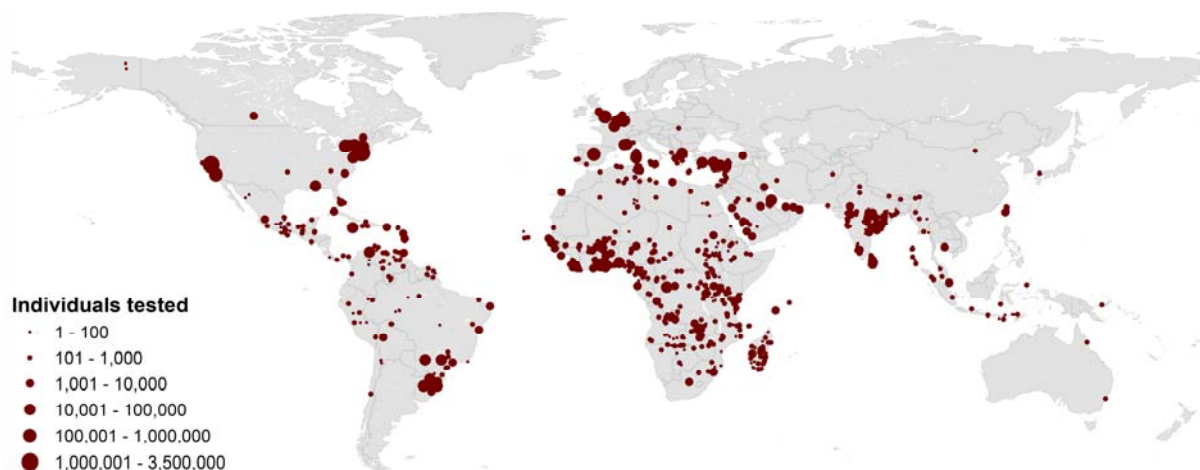 Individuals tested
1 - 100
101 - 1,000
1,001 - 10,000
10,001 - 100,000
100,001 - 1,000,000
1,000,001 - 3,500,000